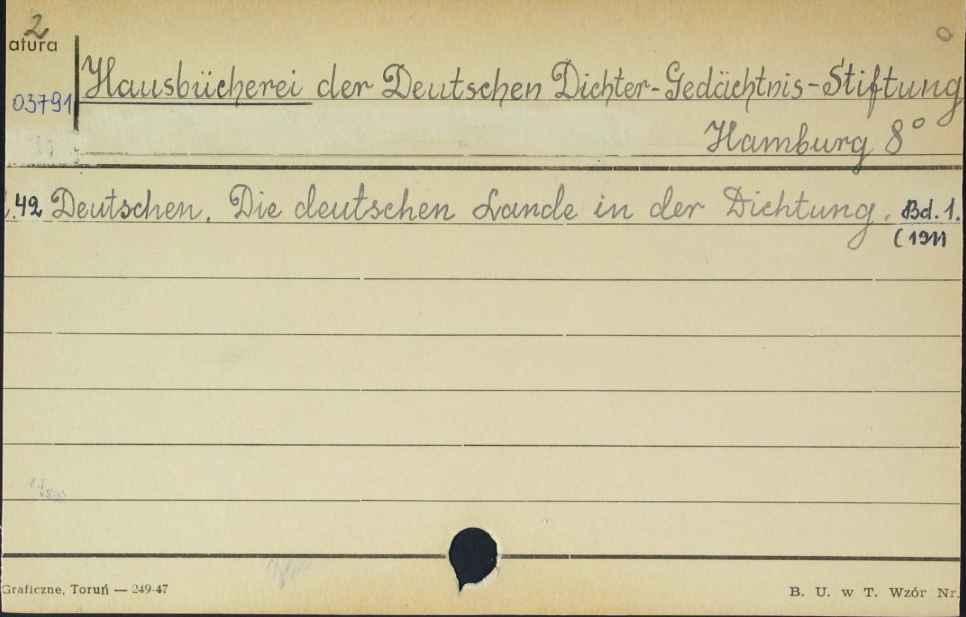 2
atura
Hausbücherei der Deutschen Dichter-Gedächtnis-Stiftung
03791
Hamburg 8°
42 Deutschen, Die deutschen Lande in der Dichtung. Bd. 1.
(1911
Graficzne, Toruń — 249-47
B. U. w T. Wzór Nr.